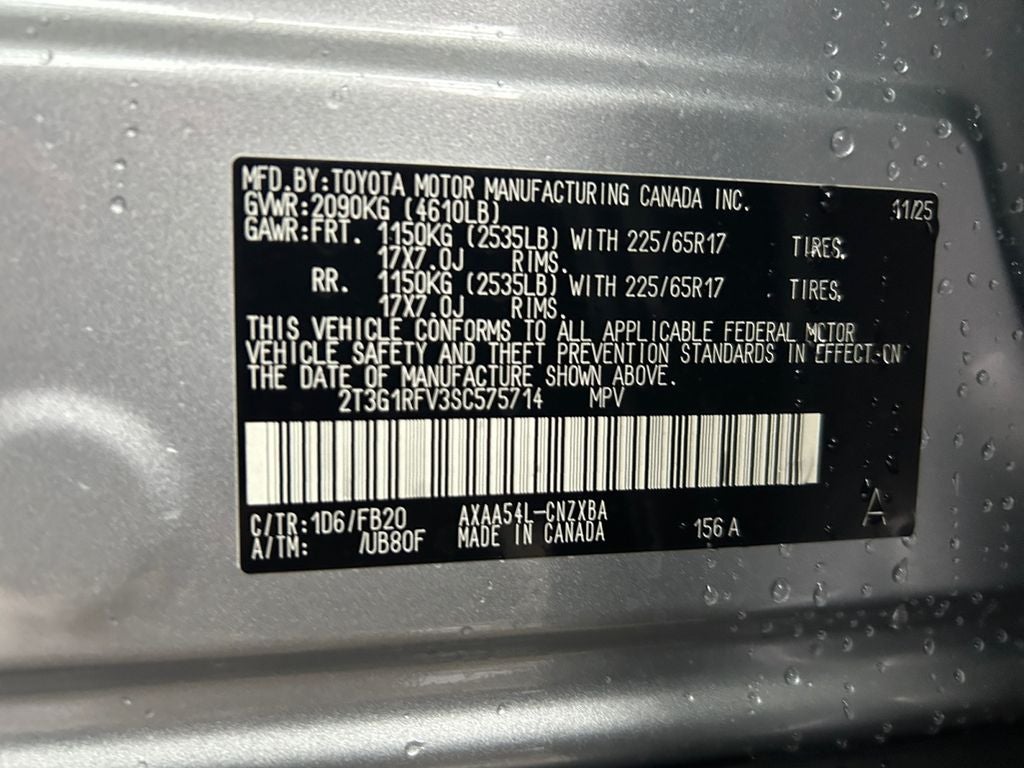 MFD.BY:TOYOTA MOTOR MANUFACTURING CANADA INC. 11/25
GVWR:2090KG (4610LB)
GAWR:FRT. 1150KG (2535LB) WITH 225/65R17 TIRES,
17X7.0J RIMS.
RR. 1150KG (2535LB) WITH 225/65R17 TIRES,
17X7.0J RIMS.
THIS VEHICLE CONFORMS TO ALL APPLICABLE FEDERAL MOTOR
VEHICLE SAFETY AND THEFT PREVENTION STANDARDS IN EFFECT ON
THE DATE OF MANUFACTURE SHOWN ABOVE.
2T3G1RFV3SC575714 MPV
C/TR:1D6/FB20 AXAA54L-CNZXBA
A/TM: /UB80F MADE IN CANADA 156 A A